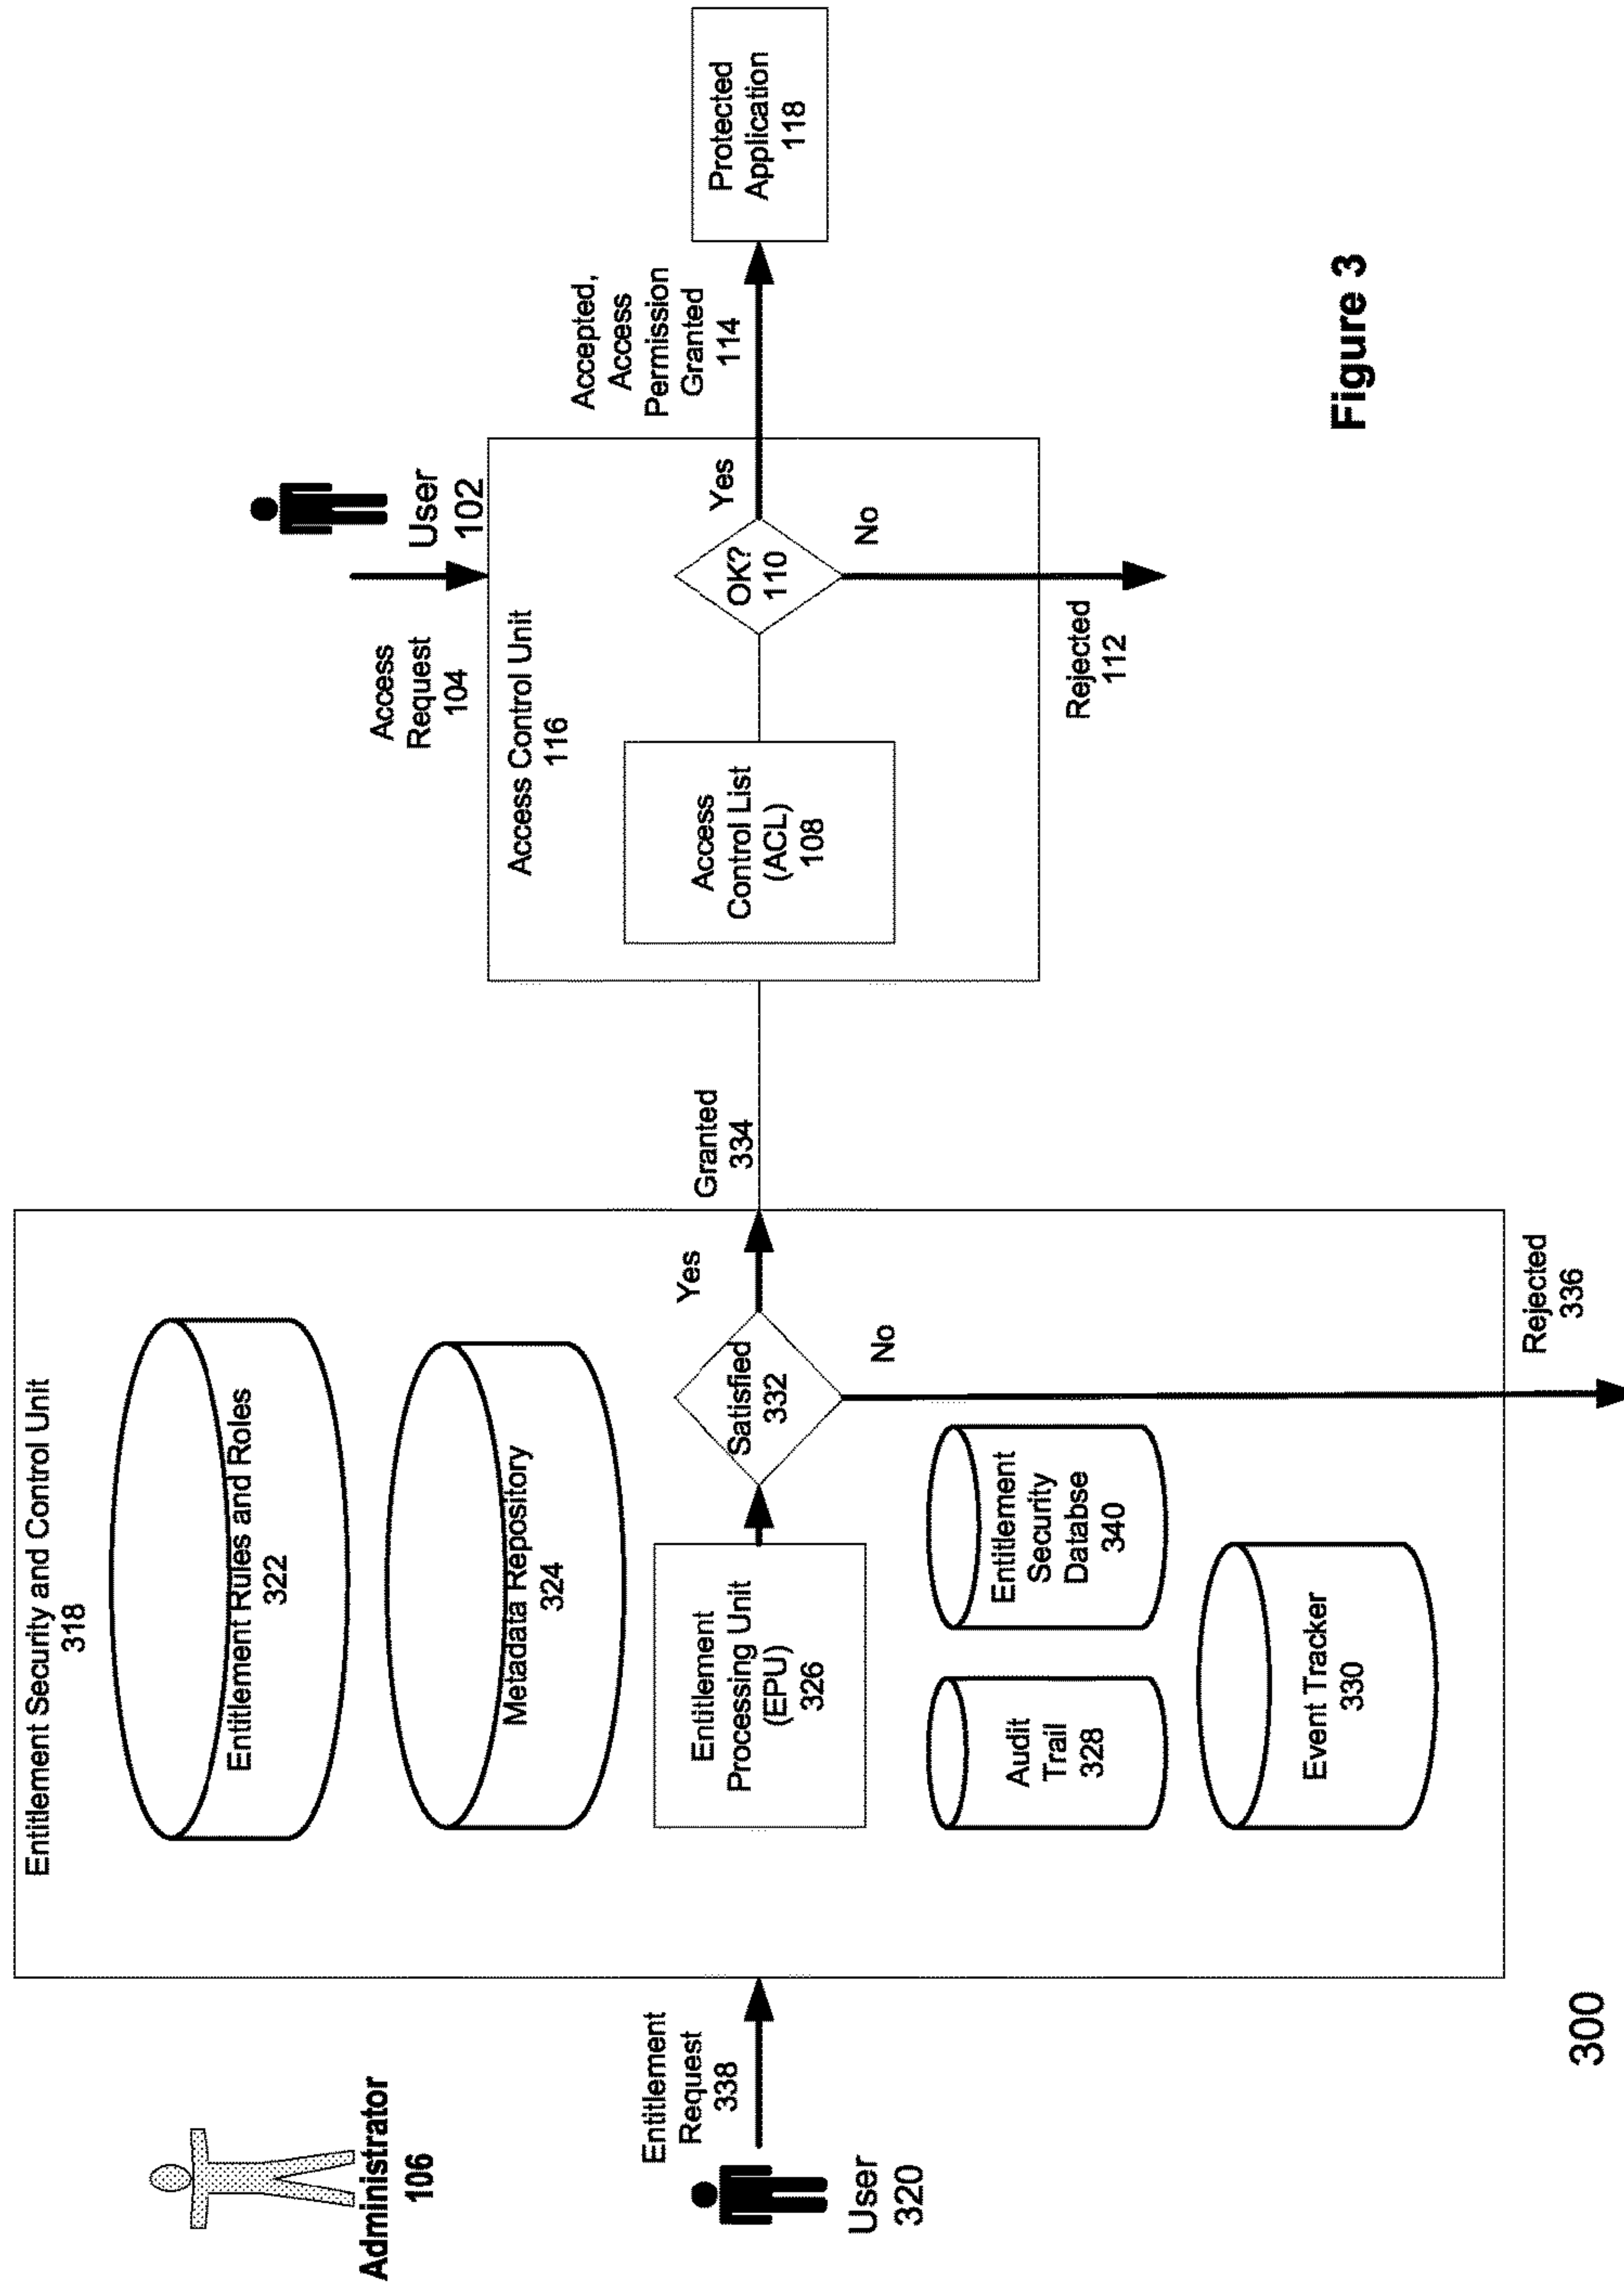 Administrator
106
Entitlement
Request
338
User
320
Entitlement Security and Control Unit
318
Entitlement Rules and Roles
322
Metadata Repository
324
Entitlement
Processing Unit
(EPU)
326
Satisfied
332
Yes
No
Audit
Trail
328
Entitlement
Security
Databse
340
Event Tracker
330
Granted
334
Rejected
336
Access
Request
104
User
102
Access Control Unit
116
Access
Control List
(ACL)
108
OK?
110
Yes
No
Rejected
112
Accepted,
Access
Permission
Granted
114
Protected
Application
118
300
Figure 3